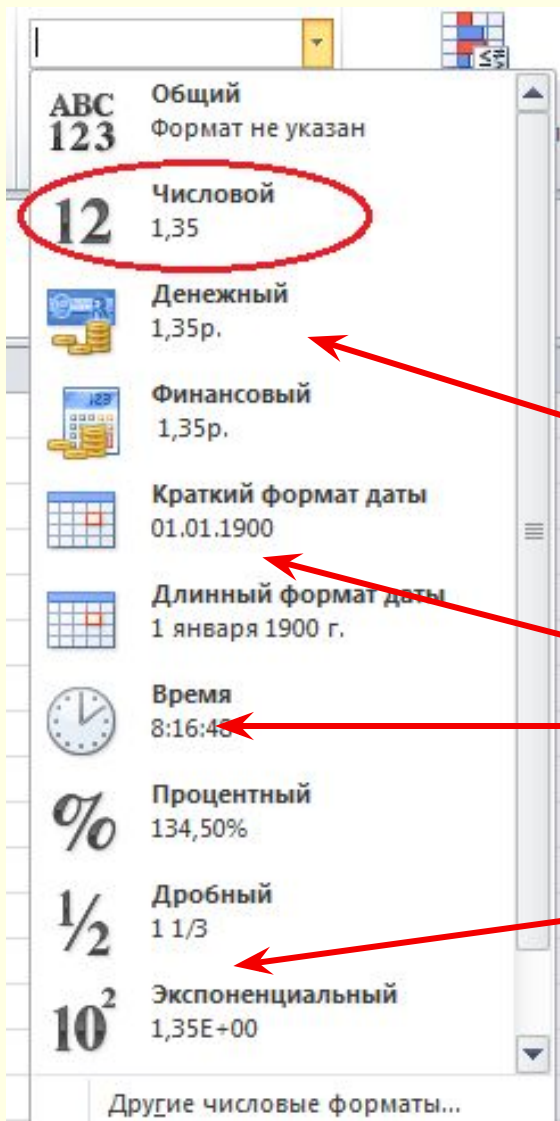 ABC
123
Общий
Формат не указан
12
Числовой
1,35
Денежный
1,35р.
Финансовый
1,35р.
Краткий формат даты
01.01.1900
Длинный формат даты
1 января 1900 г.
Время
8:16:48
%
Процентный
134,50%
½
Дробный
1 1/3
10²
Экспоненциальный
1,35E+00
Другие числовые форматы...